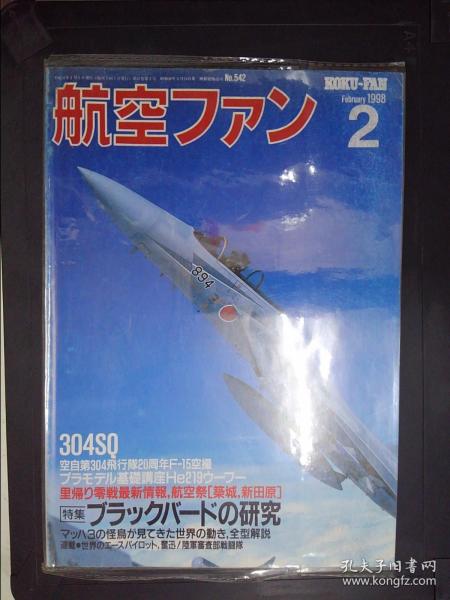 No.542
KOKU-FAN
February 1998
航空ファン
2
894
304SQ
空自第304飛行隊20周年F-15空撮
プラモデル基礎講座He219ウーフー
里帰り零戦最新情報,航空祭[築城,新田原]
[特集]ブラックバードの研究
マッハ3の怪鳥が見てきた世界の動き,全型解説
連載●世界のエースパイロット,奮迅!陸軍審査部戦闘隊
A4
孔夫子旧书网